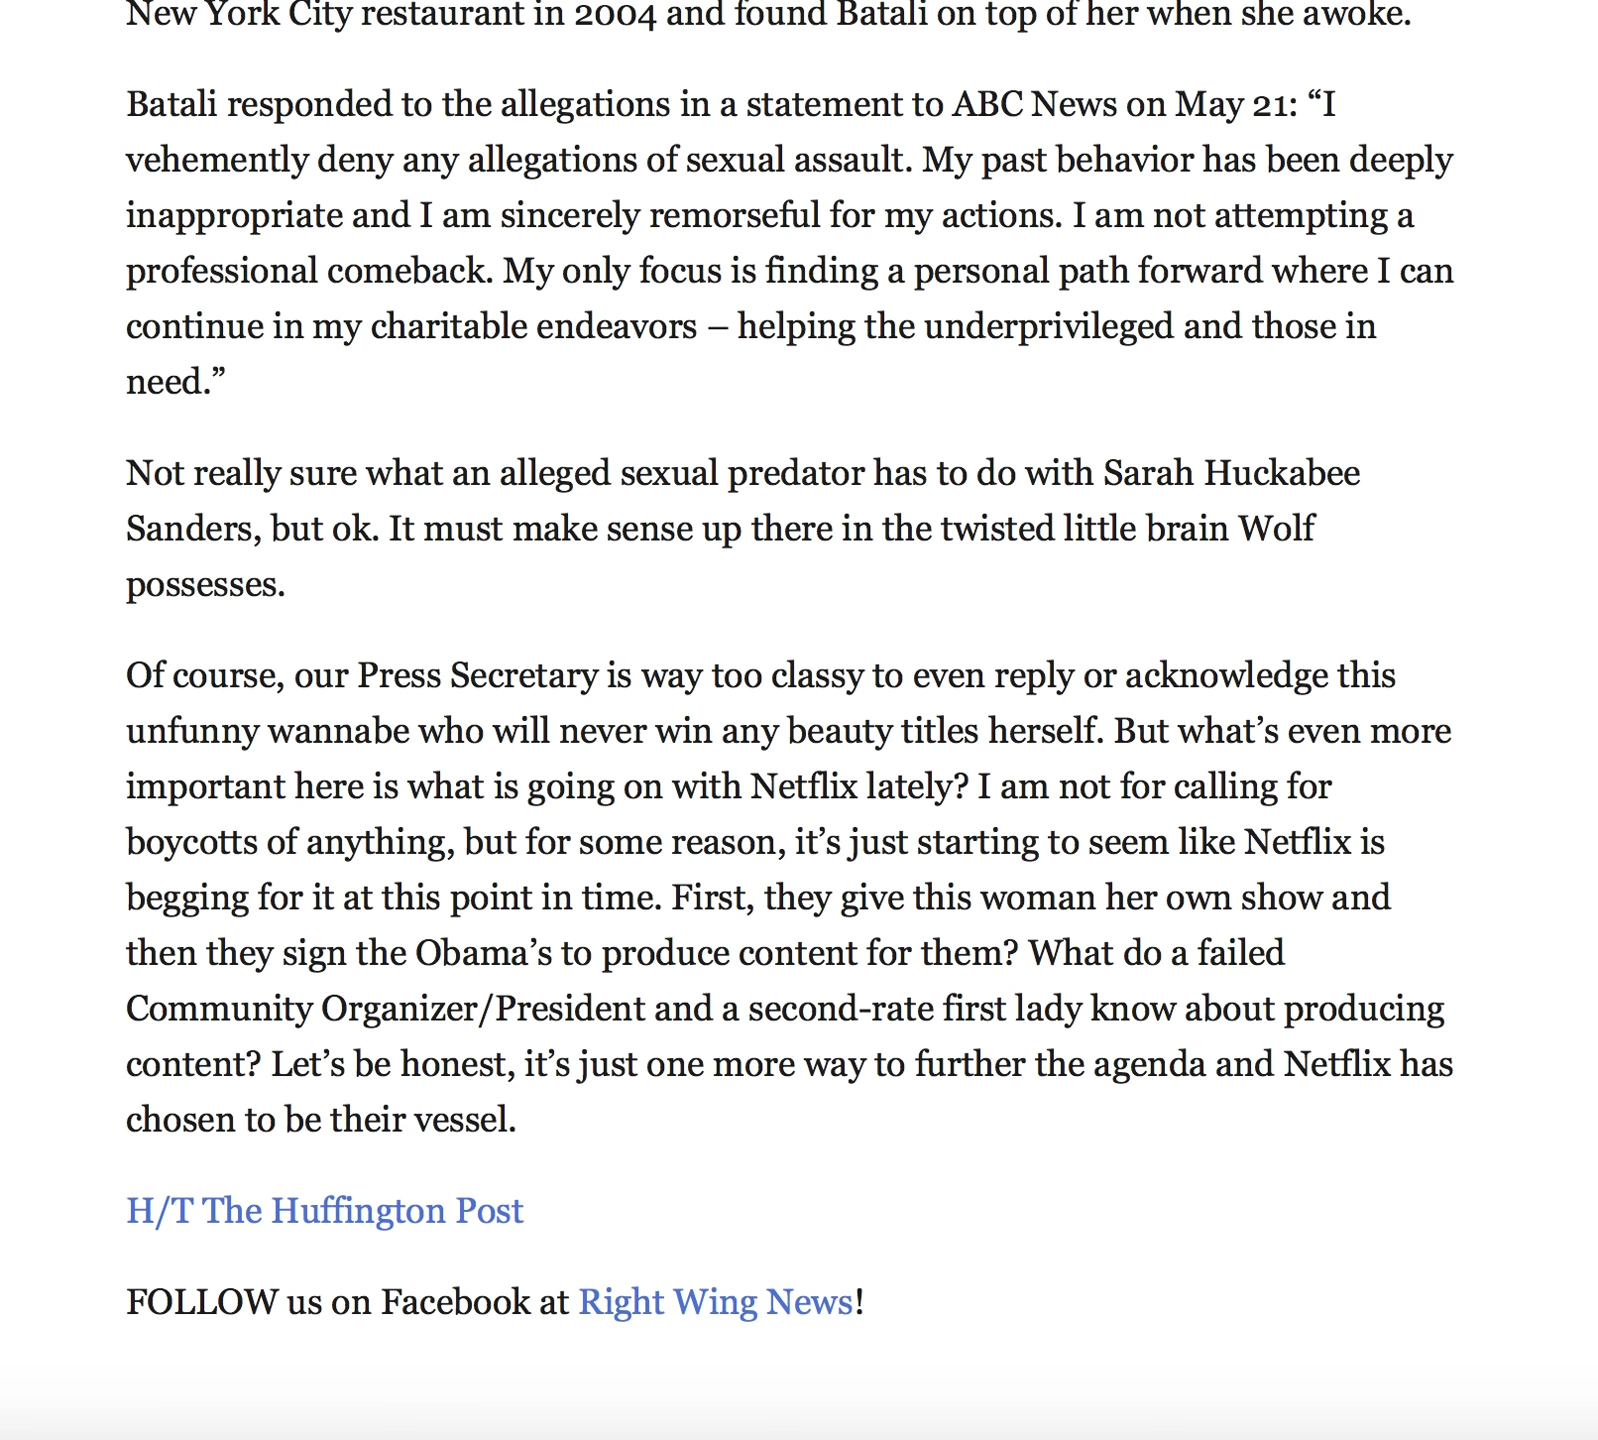 New York City restaurant in 2004 and found Batali on top of her when she awoke.
Batali responded to the allegations in a statement to ABC News on May 21: “I
vehemently deny any allegations of sexual assault. My past behavior has been deeply
inappropriate and I am sincerely remorseful for my actions. I am not attempting a
professional comeback. My only focus is finding a personal path forward where I can
continue in my charitable endeavors – helping the underprivileged and those in
need.”
Not really sure what an alleged sexual predator has to do with Sarah Huckabee
Sanders, but ok. It must make sense up there in the twisted little brain Wolf
possesses.
Of course, our Press Secretary is way too classy to even reply or acknowledge this
unfunny wannabe who will never win any beauty titles herself. But what’s even more
important here is what is going on with Netflix lately? I am not for calling for
boycotts of anything, but for some reason, it’s just starting to seem like Netflix is
begging for it at this point in time. First, they give this woman her own show and
then they sign the Obama’s to produce content for them? What do a failed
Community Organizer/President and a second-rate first lady know about producing
content? Let’s be honest, it’s just one more way to further the agenda and Netflix has
chosen to be their vessel.
H/T The Huffington Post
FOLLOW us on Facebook at Right Wing News!